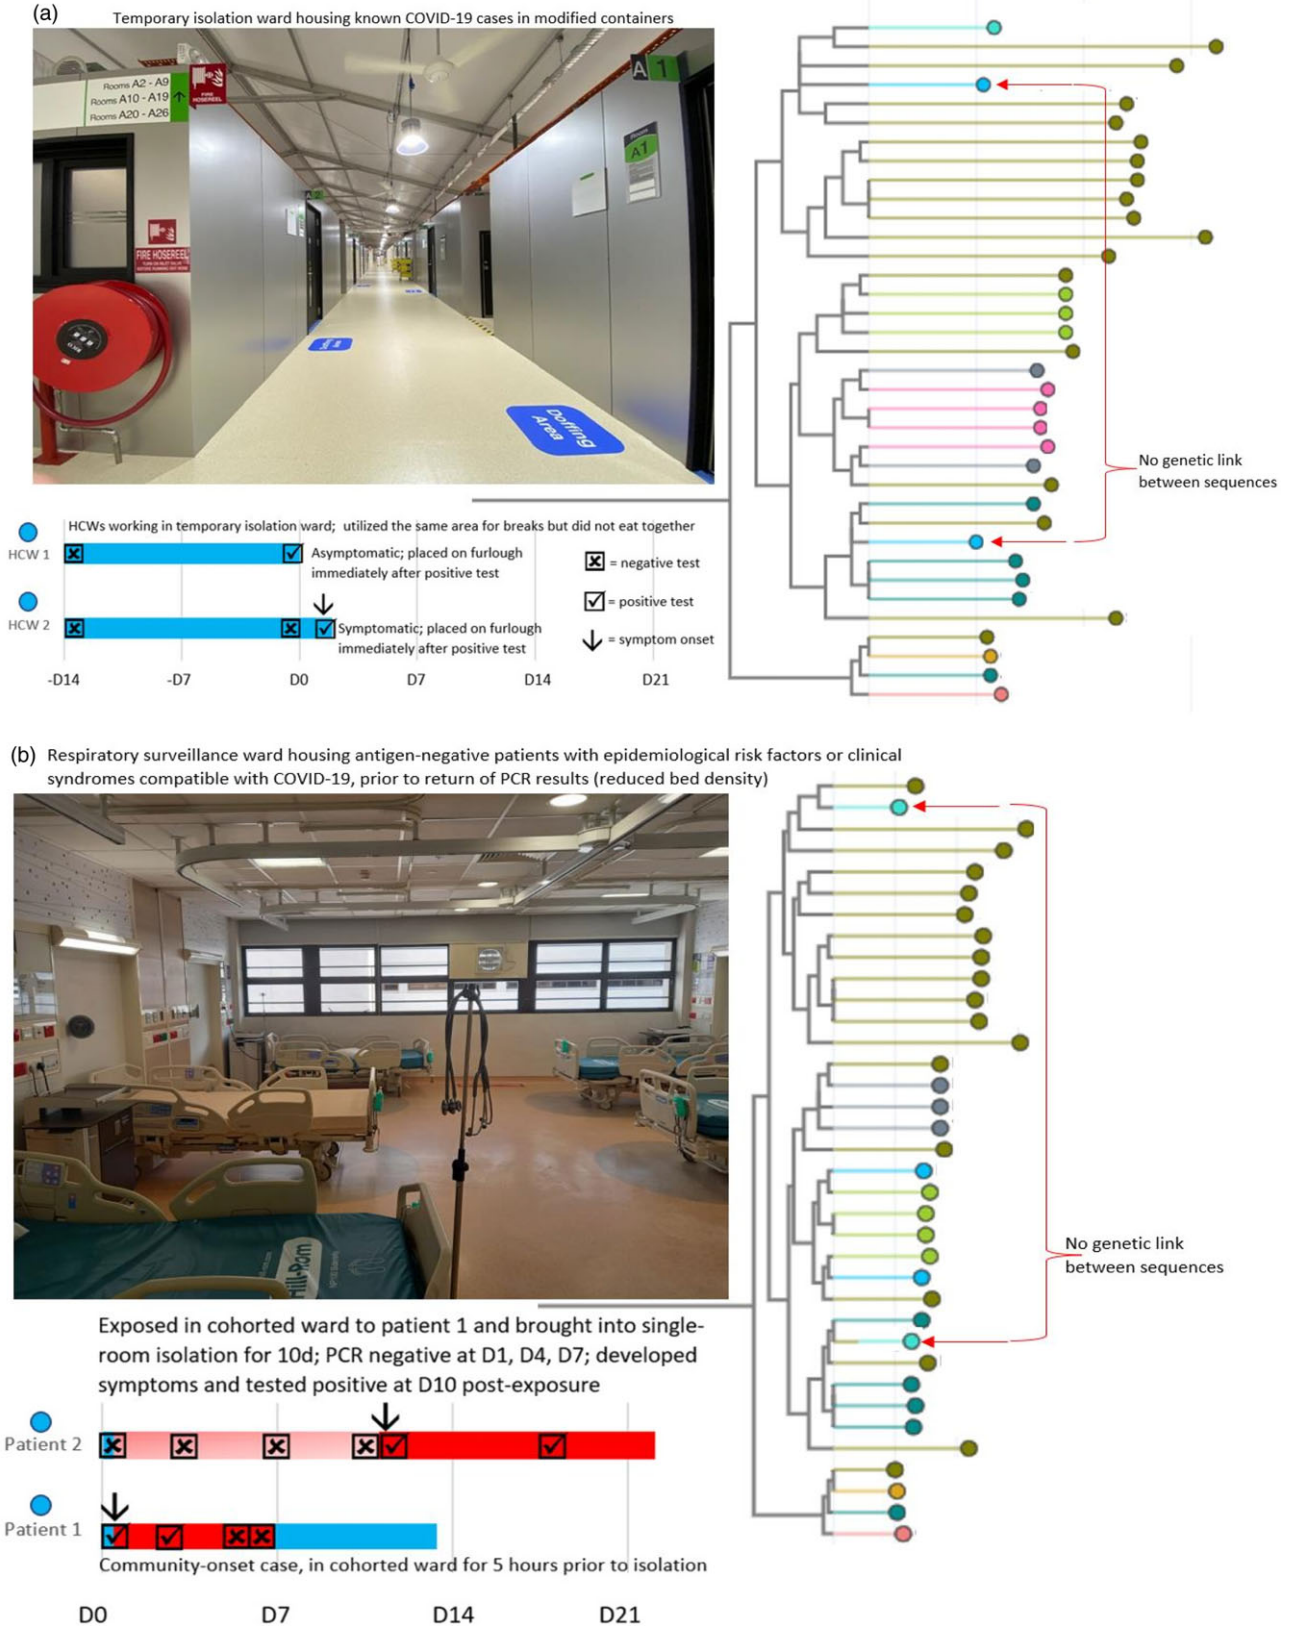 (a)
Temporary isolation ward housing known COVID-19 cases in modified containers
Rooms A2 - A9
Rooms A10 - A19
Rooms A20 - A26
FIRE
HOSEREEL
A 1
Rooms
A1
FIRE HOSEREEL
Doffing
Area
No genetic link
between sequences
HCWs working in temporary isolation ward; utilized the same area for breaks but did not eat together
HCW 1
Asymptomatic; placed on furlough
immediately after positive test
= negative test
= positive test
= symptom onset
HCW 2
Symptomatic; placed on furlough
immediately after positive test
-D14
-D7
D0
D7
D14
D21
(b)
Respiratory surveillance ward housing antigen-negative patients with epidemiological risk factors or clinical
syndromes compatible with COVID-19, prior to return of PCR results (reduced bed density)
Hill-Rom
No genetic link
between sequences
Exposed in cohorted ward to patient 1 and brought into single-
room isolation for 10d; PCR negative at D1, D4, D7; developed
symptoms and tested positive at D10 post-exposure
Patient 2
Patient 1
Community-onset case, in cohorted ward for 5 hours prior to isolation
D0
D7
D14
D21